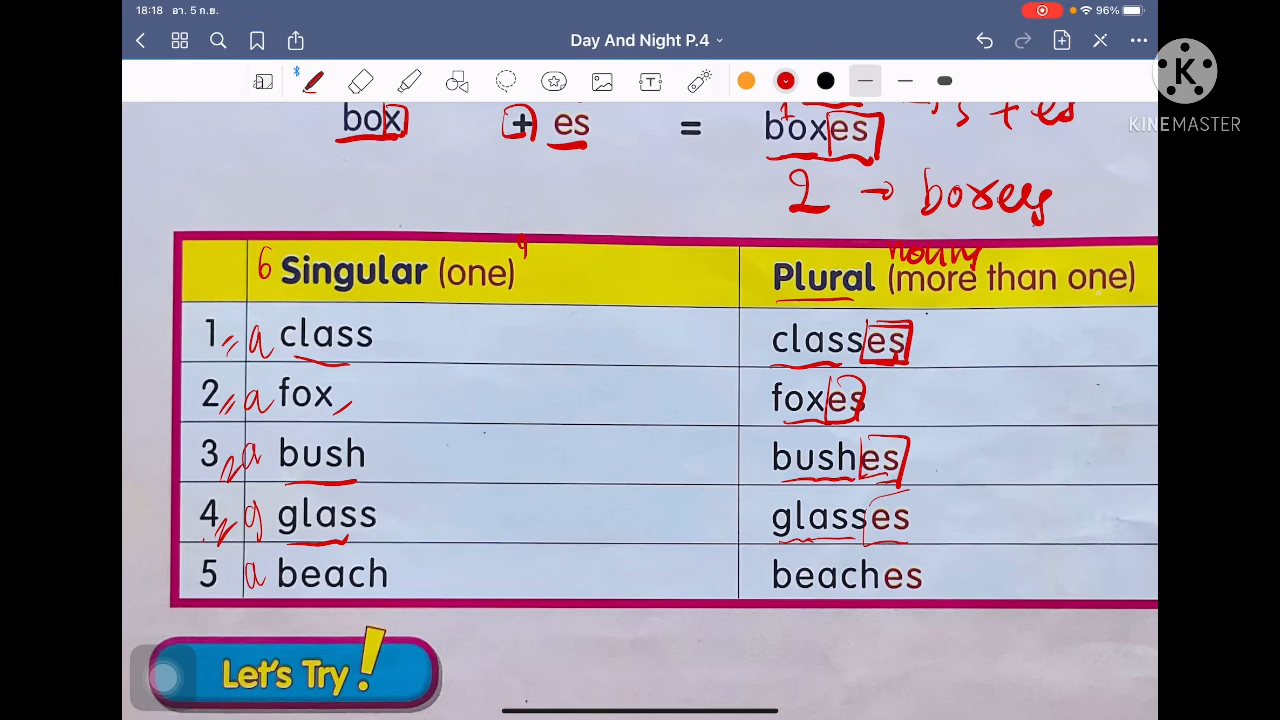 18:18 อา. 5 ก.ย. 96%
Day And Night P.4
K
KINEMASTER
box + es = boxes
s + es
2 → boxes
nouns
Singular (one) Plural (more than one)
1 a class classes
2 a fox foxes
3 a bush bushes
4 a glass glasses
5 a beach beaches
Let's Try!